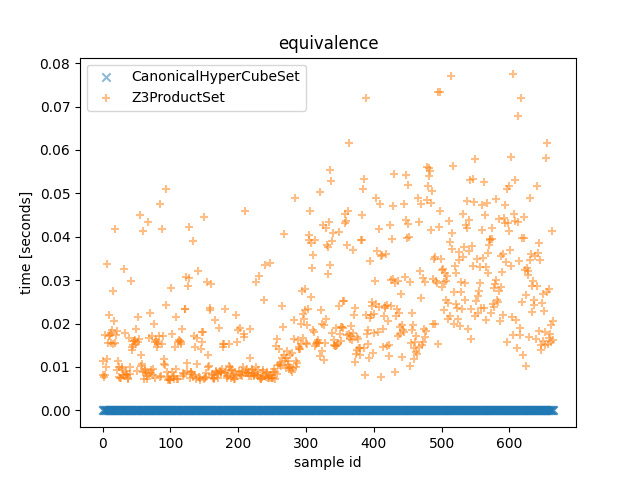 equivalence
CanonicalHyperCubeSet
Z3ProductSet
time [seconds]
0.08
0.07
0.06
0.05
0.04
0.03
0.02
0.01
0.00
0 100 200 300 400 500 600
sample id